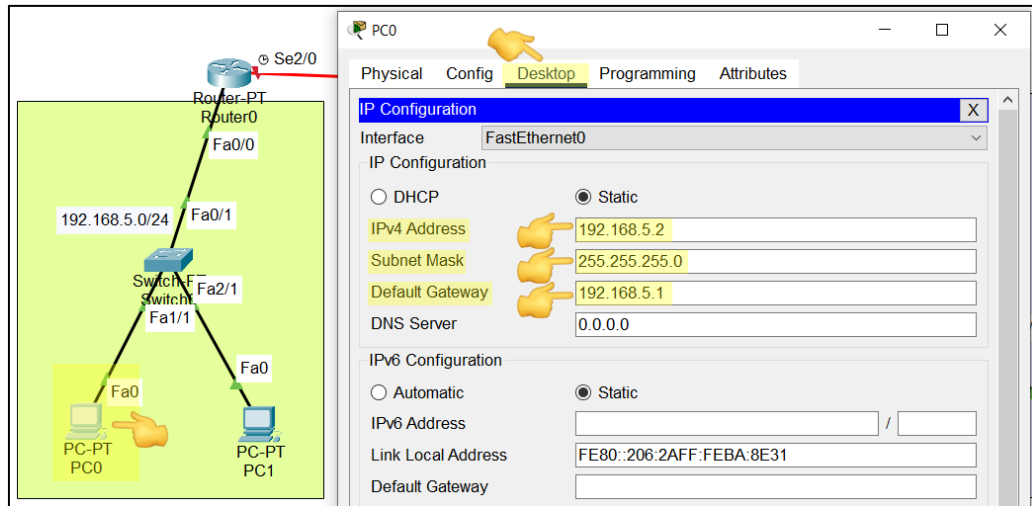 Se2/0
Router-PT
Router0
Fa0/0
192.168.5.0/24
Fa0/1
Fa2/1
Fa1/1
Fa0
Fa0
PC-PT
PC0
PC-PT
PC1
PC0
Physical Config Desktop Programming Attributes
IP Configuration
X
Interface FastEthernet0
IP Configuration
DHCP Static
IPv4 Address 192.168.5.2
Subnet Mask 255.255.255.0
Default Gateway 192.168.5.1
DNS Server 0.0.0.0
IPv6 Configuration
Automatic Static
IPv6 Address /
Link Local Address FE80::206:2AFF:FEBA:8E31
Default Gateway